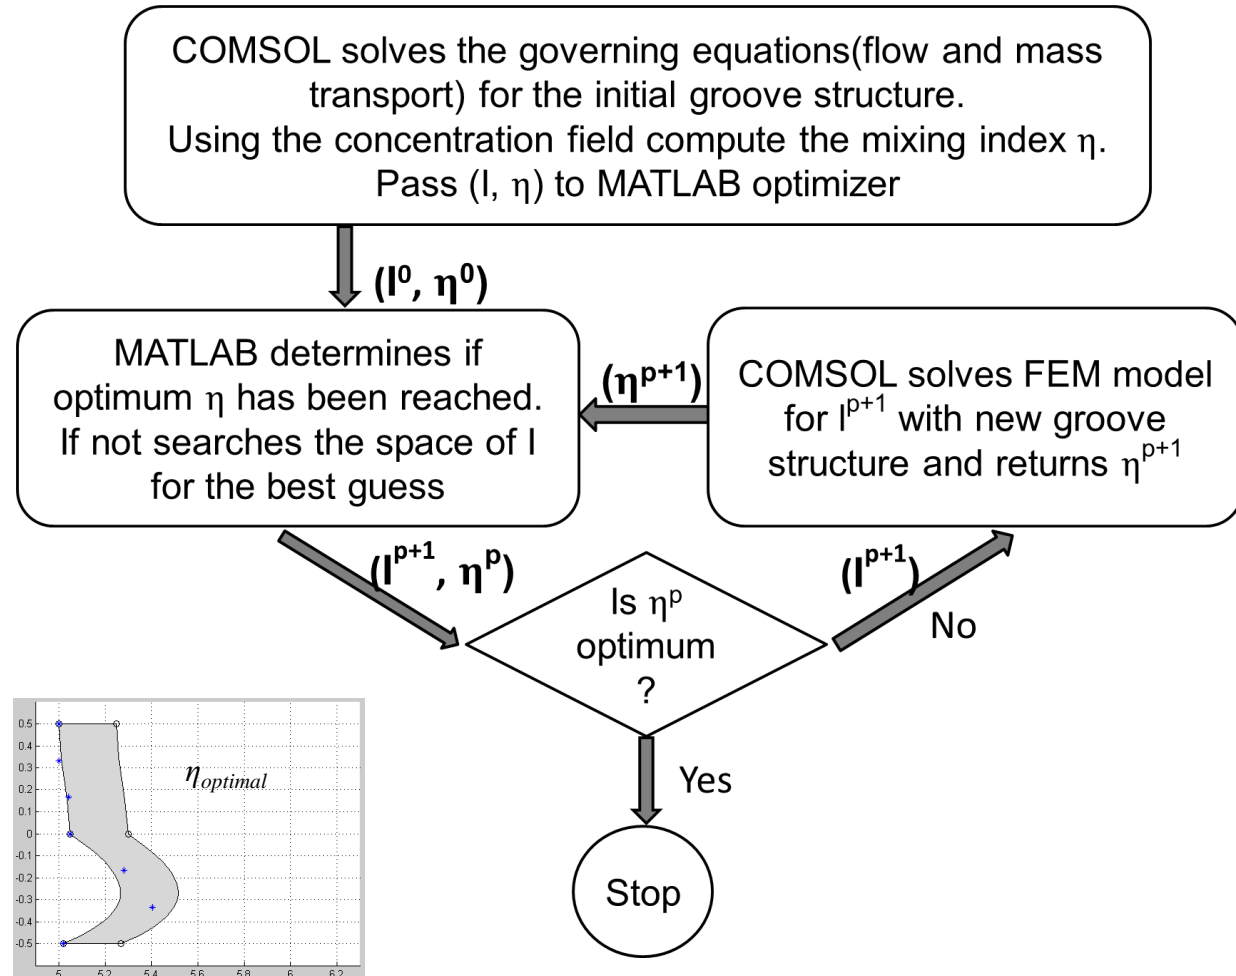 COMSOL solves the governing equations(flow and mass
transport) for the initial groove structure.
Using the concentration field compute the mixing index η.
Pass (l, η) to MATLAB optimizer
(l⁰, η⁰)
MATLAB determines if
optimum η has been reached.
If not searches the space of l
for the best guess
(ηᵖ⁺¹)
COMSOL solves FEM model
for lᵖ⁺¹ with new groove
structure and returns ηᵖ⁺¹
(lᵖ⁺¹, ηᵖ)
Is ηᵖ
optimum
?
(lᵖ⁺¹)
No
Yes
Stop
η optimal
0.5
0.4
0.3
0.2
0.1
0
-0.1
-0.2
-0.3
-0.4
-0.5
5
5.2
5.4
5.6
5.8
6
6.2